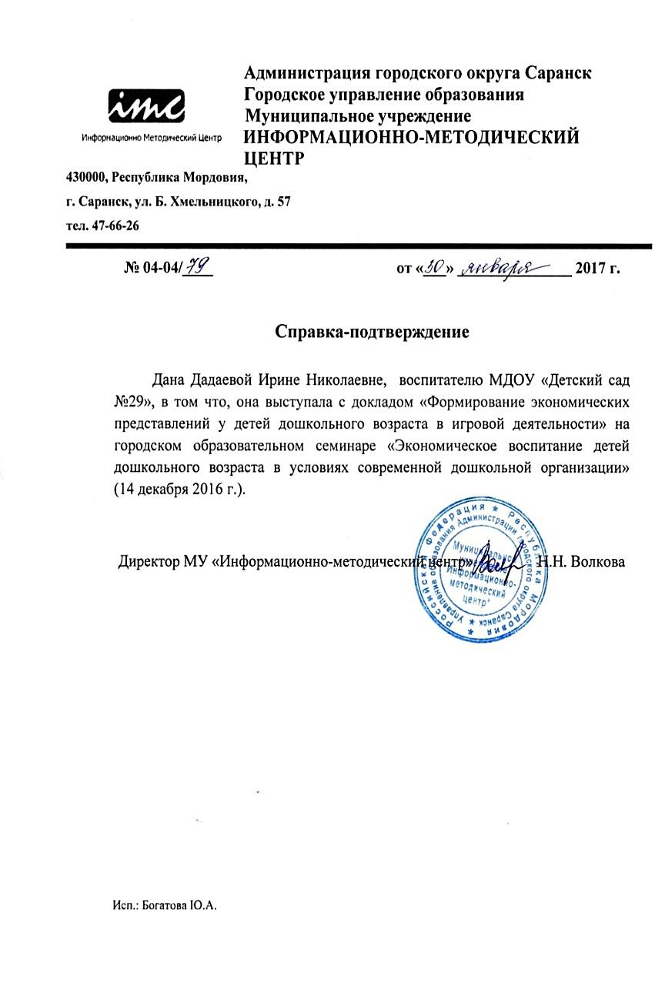 Администрация городского округа Саранск
Городское управление образования
Муниципальное учреждение
ИНФОРМАЦИОННО-МЕТОДИЧЕСКИЙ
ЦЕНТР
imc
Информационно Методический Центр
430000, Республика Мордовия,
г. Саранск, ул. Б. Хмельницкого, д. 57
тел. 47-66-26
№ 04-04/79 от «30» января 2017 г.
Справка-подтверждение
Дана Дадаевой Ирине Николаевне, воспитателю МДОУ «Детский сад
№29», в том что, она выступала с докладом «Формирование экономических
представлений у детей дошкольного возраста в игровой деятельности» на
городском образовательном семинаре «Экономическое воспитание детей
дошкольного возраста в условиях современной дошкольной организации»
(14 декабря 2016 г.).
Директор МУ «Информационно-методический центр» Н.Н. Волкова
Российская Федерация ★ Республика Мордовия ★
Управление образования Администрации городского округа Саранск ★
Муниципальное
учреждение
"Информационно-
методический
центр"
Исп.: Богатова Ю.А.